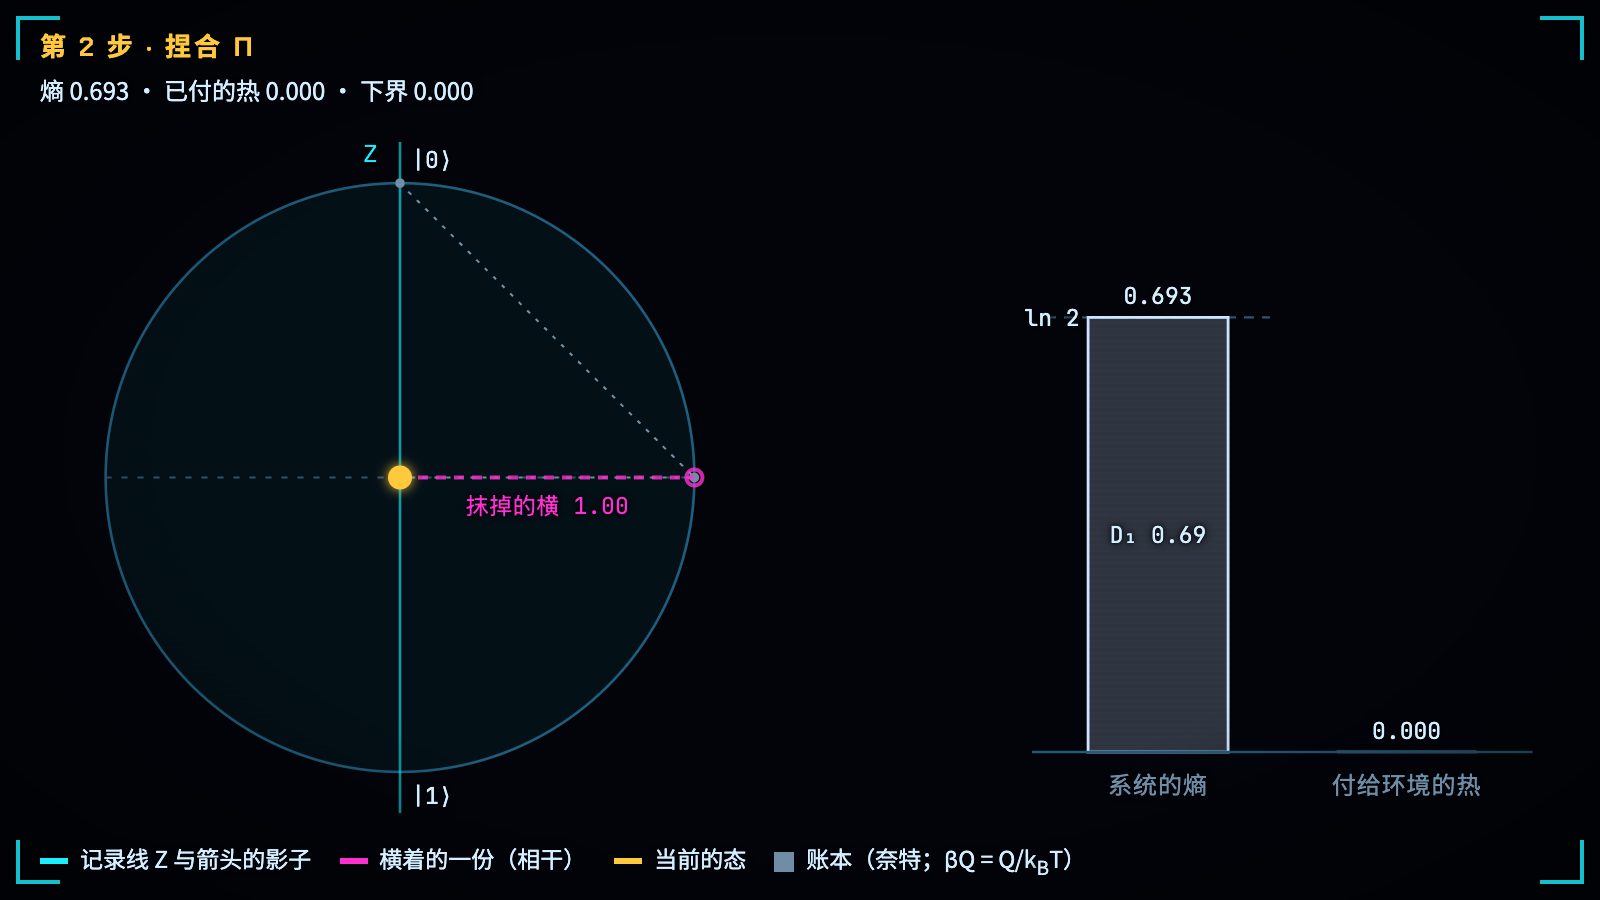 第 2 步 · 捏合 Π
熵 0.693 · 已付的热 0.000 · 下界 0.000
Z
|0⟩
抹掉的横 1.00
|1⟩
0.693
ln 2
D₁ 0.69
0.000
系统的熵
付给环境的热
记录线 Z 与箭头的影子
横着的一份（相干）
当前的态
账本（奈特；βQ = Q/k_BT）